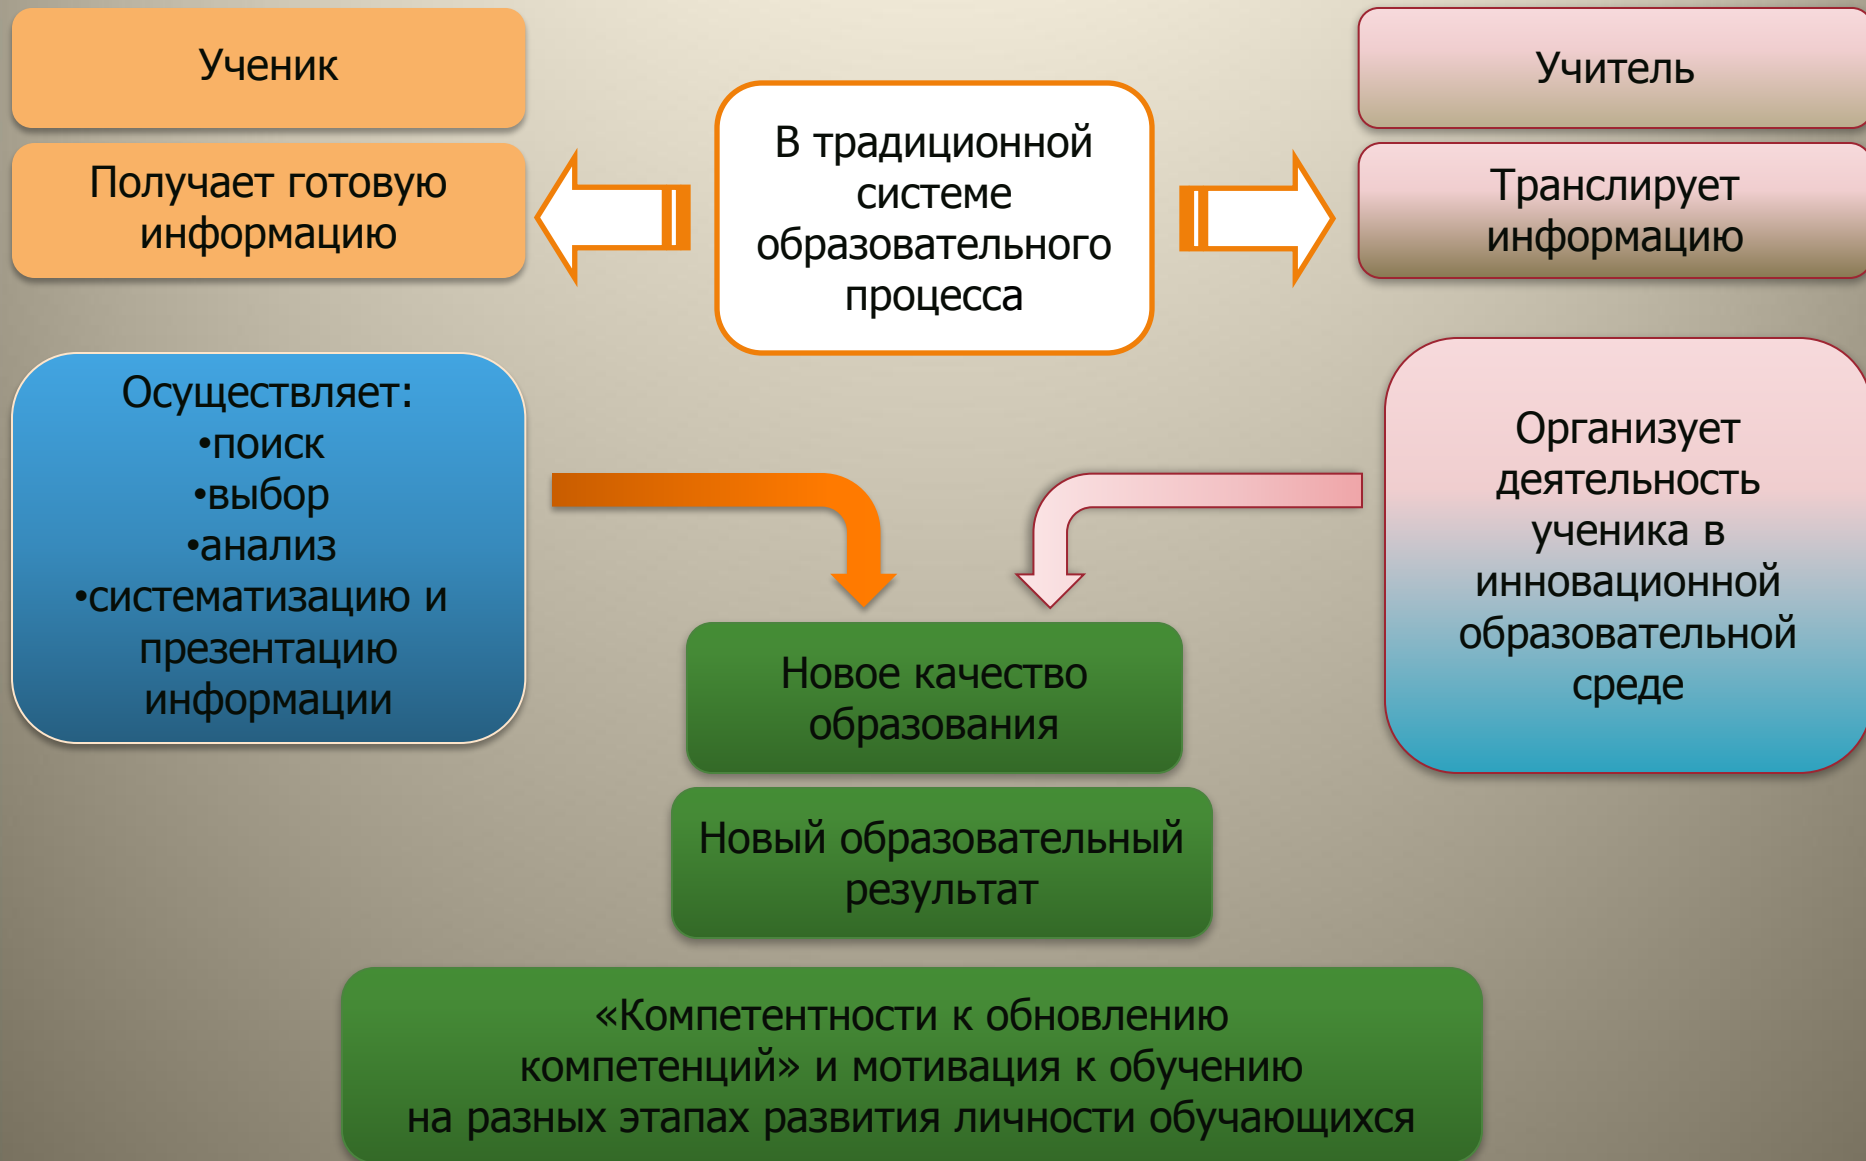 Ученик
Получает готовую
информацию
В традиционной
системе
образовательного
процесса
Учитель
Транслирует
информацию
Осуществляет:
•поиск
•выбор
•анализ
•систематизацию и
презентацию
информации
Организует
деятельность
ученика в
инновационной
образовательной
среде
Новое качество
образования
Новый образовательный
результат
«Компетентности к обновлению
компетенций» и мотивация к обучению
на разных этапах развития личности обучающихся